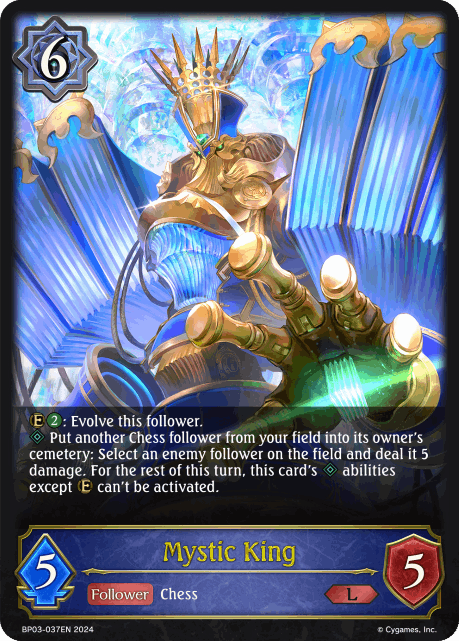 6
E 2 : Evolve this follower.
Put another Chess follower from your field into its owner's
cemetery: Select an enemy follower on the field and deal it 5
damage. For the rest of this turn, this card's abilities
except E can't be activated.
Mystic King
5
Follower Chess
L
5
BP03-037EN 2024
© Cygames, Inc.